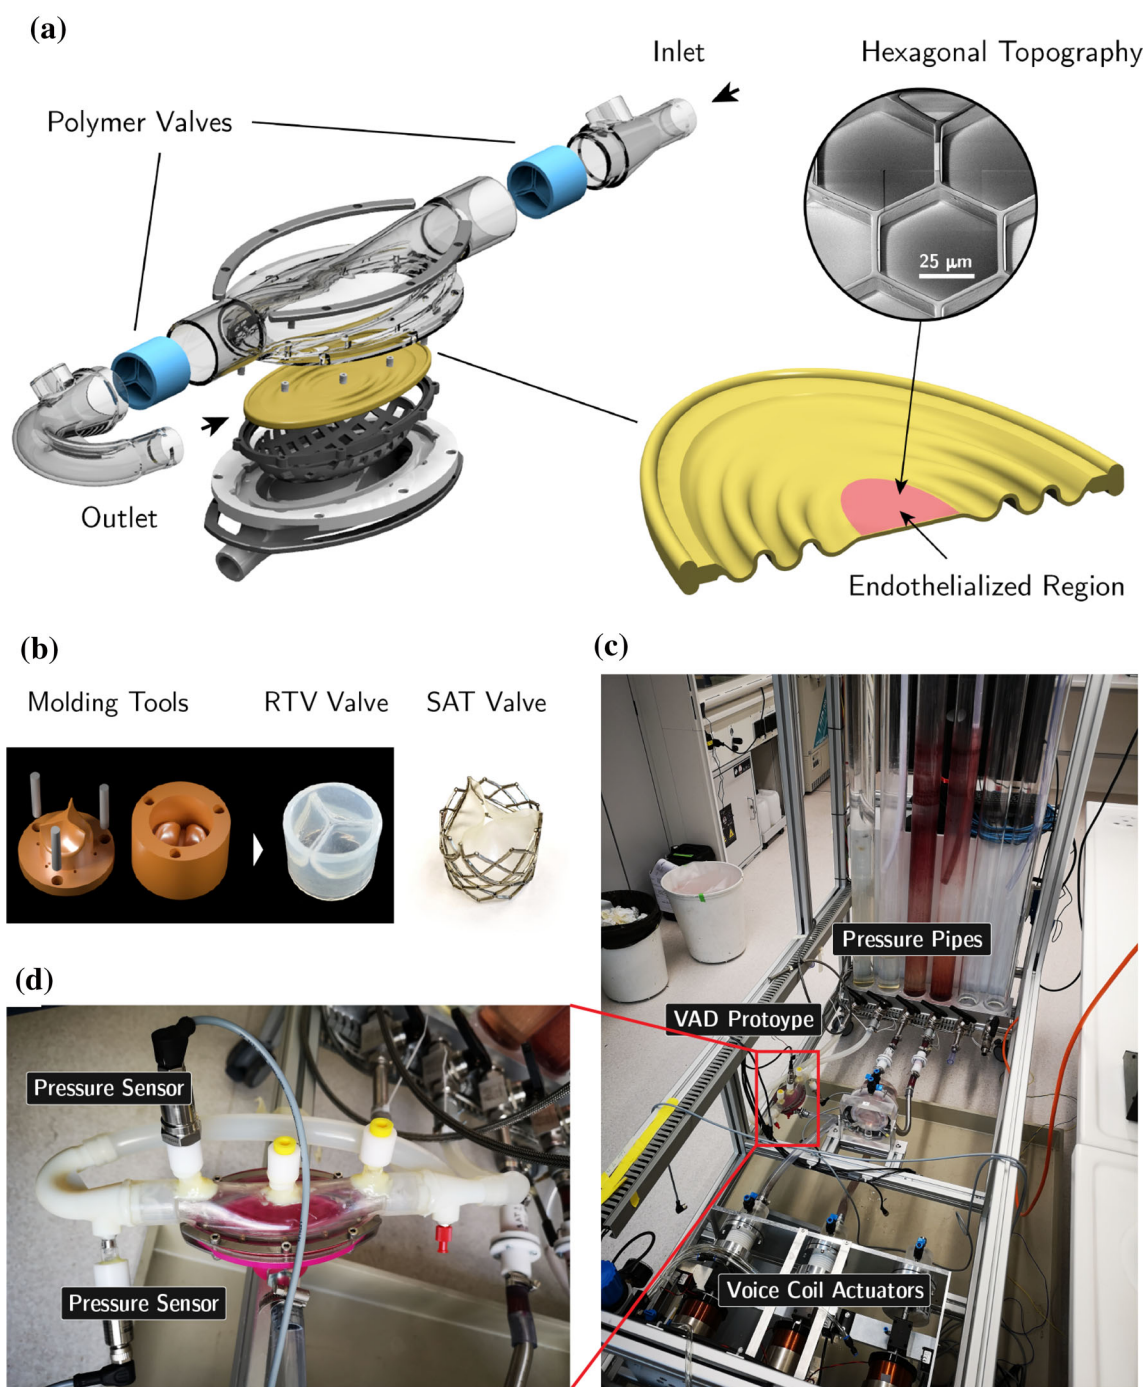 (a)
Inlet
Hexagonal Topography
Polymer Valves
25 μm
Outlet
Endothelialized Region
(b)
(c)
Molding Tools
RTV Valve
SAT Valve
Pressure Pipes
(d)
VAD Protoype
Pressure Sensor
Pressure Sensor
Voice Coil Actuators